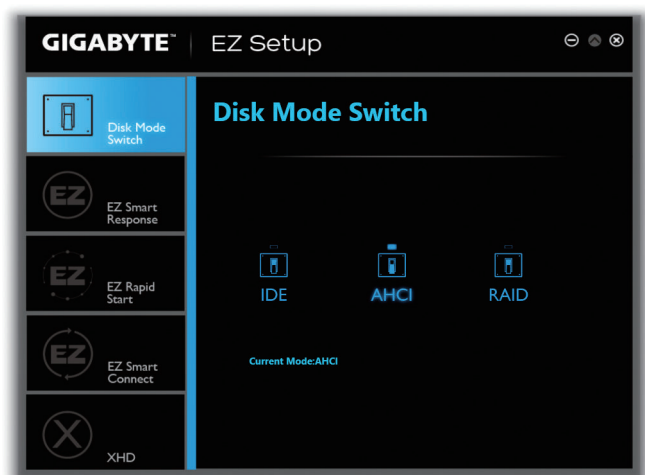 GIGABYTE™ EZ Setup
Disk Mode
Switch
Disk Mode Switch
EZ
EZ Smart
Response
EZ
EZ Rapid
Start
EZ
EZ Smart
Connect
X
XHD
IDE AHCI RAID
Current Mode:AHCI